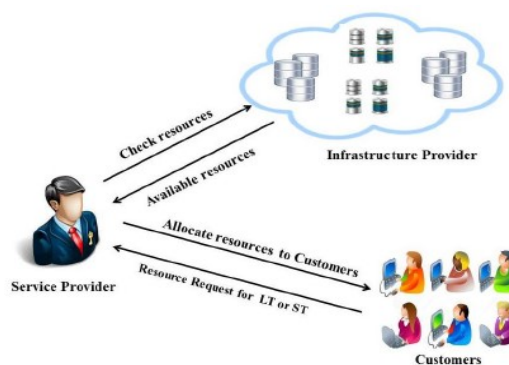 Check resources
Available resources
Infrastructure Provider
Allocate resources to Customers
Resource Request for LT or ST
Service Provider
Customers